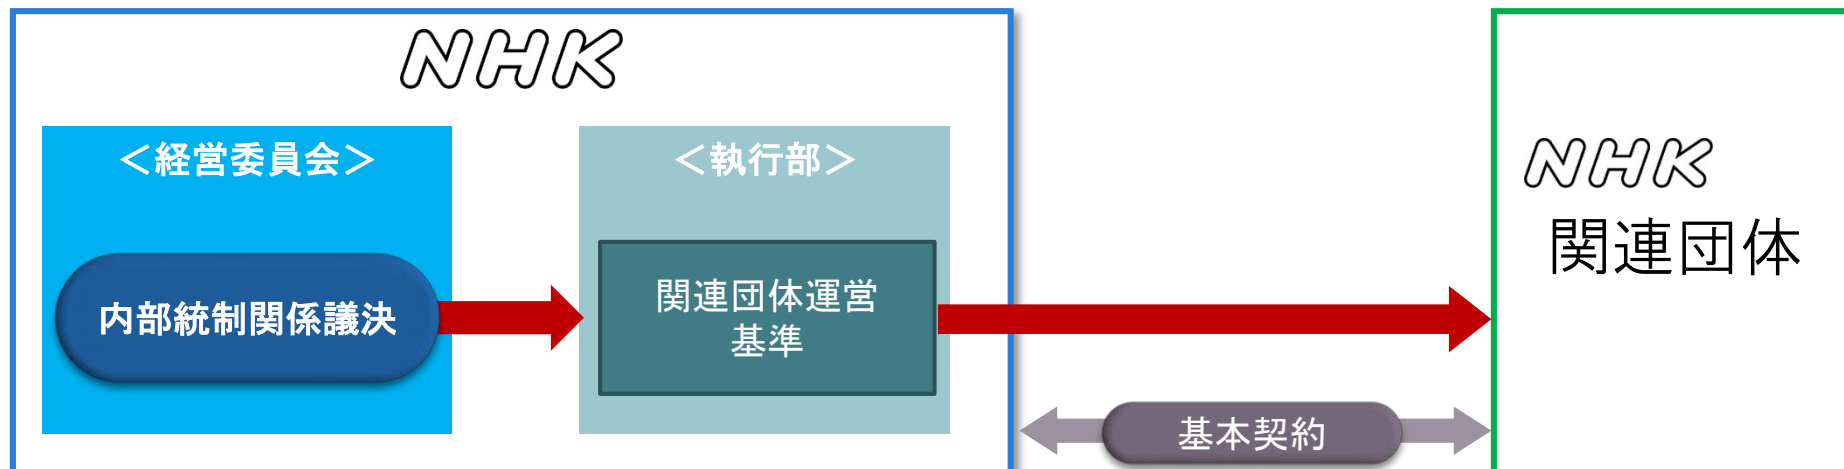 NHK
＜経営委員会＞
内部統制関係議決
＜執行部＞
関連団体運営
基準
基本契約
NHK
関連団体